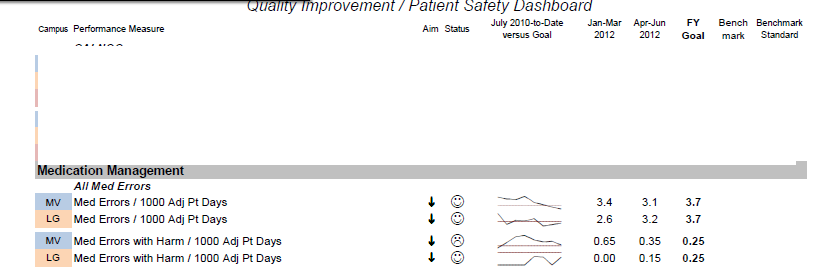 Quality Improvement / Patient Safety Dashboard
Campus Performance Measure Aim Status July 2010-to-Date versus Goal Jan-Mar 2012 Apr-Jun 2012 FY Goal Bench mark Benchmark Standard
Medication Management
All Med Errors
MV Med Errors / 1000 Adj Pt Days ↓ ☺ 3.4 3.1 3.7
LG Med Errors / 1000 Adj Pt Days ↓ ☺ 2.6 3.2 3.7
MV Med Errors with Harm / 1000 Adj Pt Days ↓ ☹ 0.65 0.35 0.25
LG Med Errors with Harm / 1000 Adj Pt Days ↓ ☺ 0.00 0.15 0.25